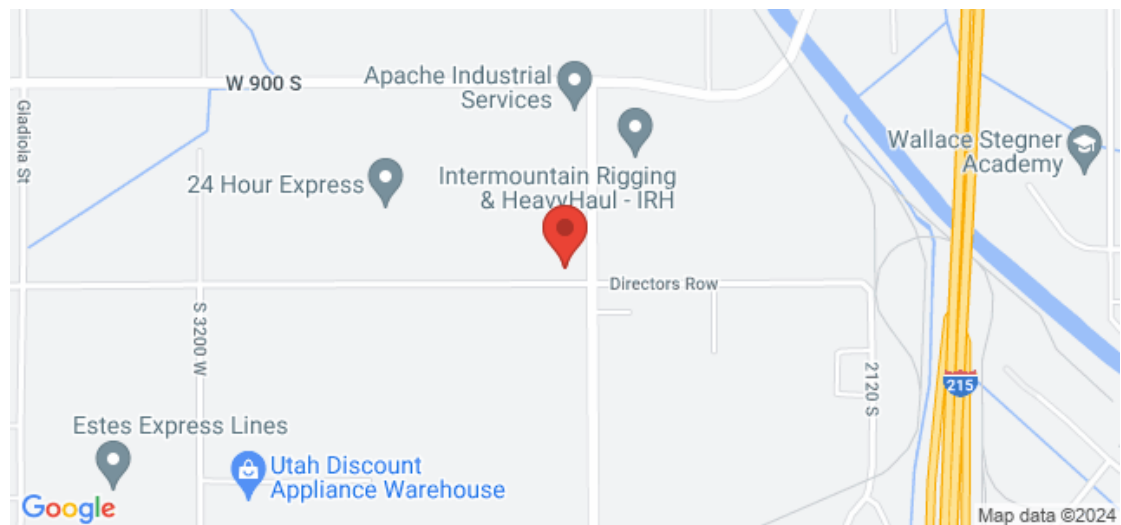 W 900 S
Apache Industrial
Services
Gladiola St
Wallace Stegner
Academy
24 Hour Express
Intermountain Rigging
& HeavyHaul - IRH
Directors Row
S 3200 W
2120 S
215
Estes Express Lines
Utah Discount
Appliance Warehouse
Google
Map data ©2024